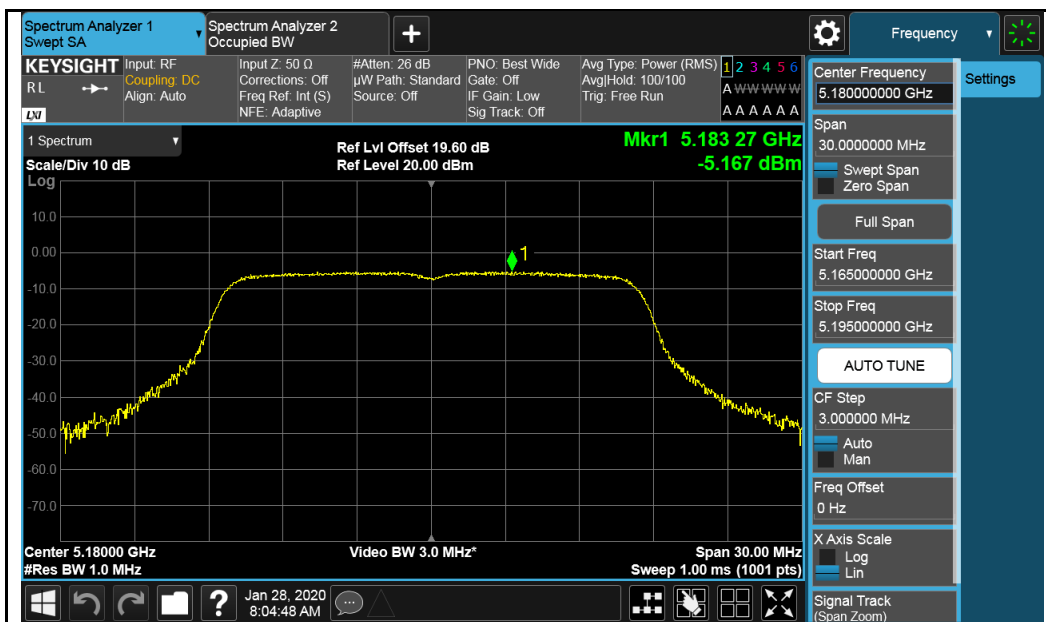 Spectrum Analyzer 1
Swept SA
Spectrum Analyzer 2
Occupied BW
Frequency
KEYSIGHT
RL
LXI
Input: RF
Coupling: DC
Align: Auto
Input Z: 50 Ω
Corrections: Off
Freq Ref: Int (S)
NFE: Adaptive
#Atten: 26 dB
µW Path: Standard
Source: Off
PNO: Best Wide
Gate: Off
IF Gain: Low
Sig Track: Off
Avg Type: Power (RMS)
Avg|Hold: 100/100
Trig: Free Run
1 2 3 4 5 6
A W W W W W
A A A A A A
1 Spectrum
Scale/Div 10 dB
Log
Ref Lvl Offset 19.60 dB
Ref Level 20.00 dBm
Mkr1 5.183 27 GHz
-5.167 dBm
10.0
0.00
-10.0
-20.0
-30.0
-40.0
-50.0
-60.0
-70.0
1
Center 5.18000 GHz
#Res BW 1.0 MHz
Video BW 3.0 MHz*
Span 30.00 MHz
Sweep 1.00 ms (1001 pts)
Center Frequency
5.180000000 GHz
Span
30.0000000 MHz
Swept Span
Zero Span
Full Span
Start Freq
5.165000000 GHz
Stop Freq
5.195000000 GHz
AUTO TUNE
CF Step
3.000000 MHz
Auto
Man
Freq Offset
0 Hz
X Axis Scale
Log
Lin
Signal Track
(Span Zoom)
Settings
?
Jan 28, 2020
8:04:48 AM